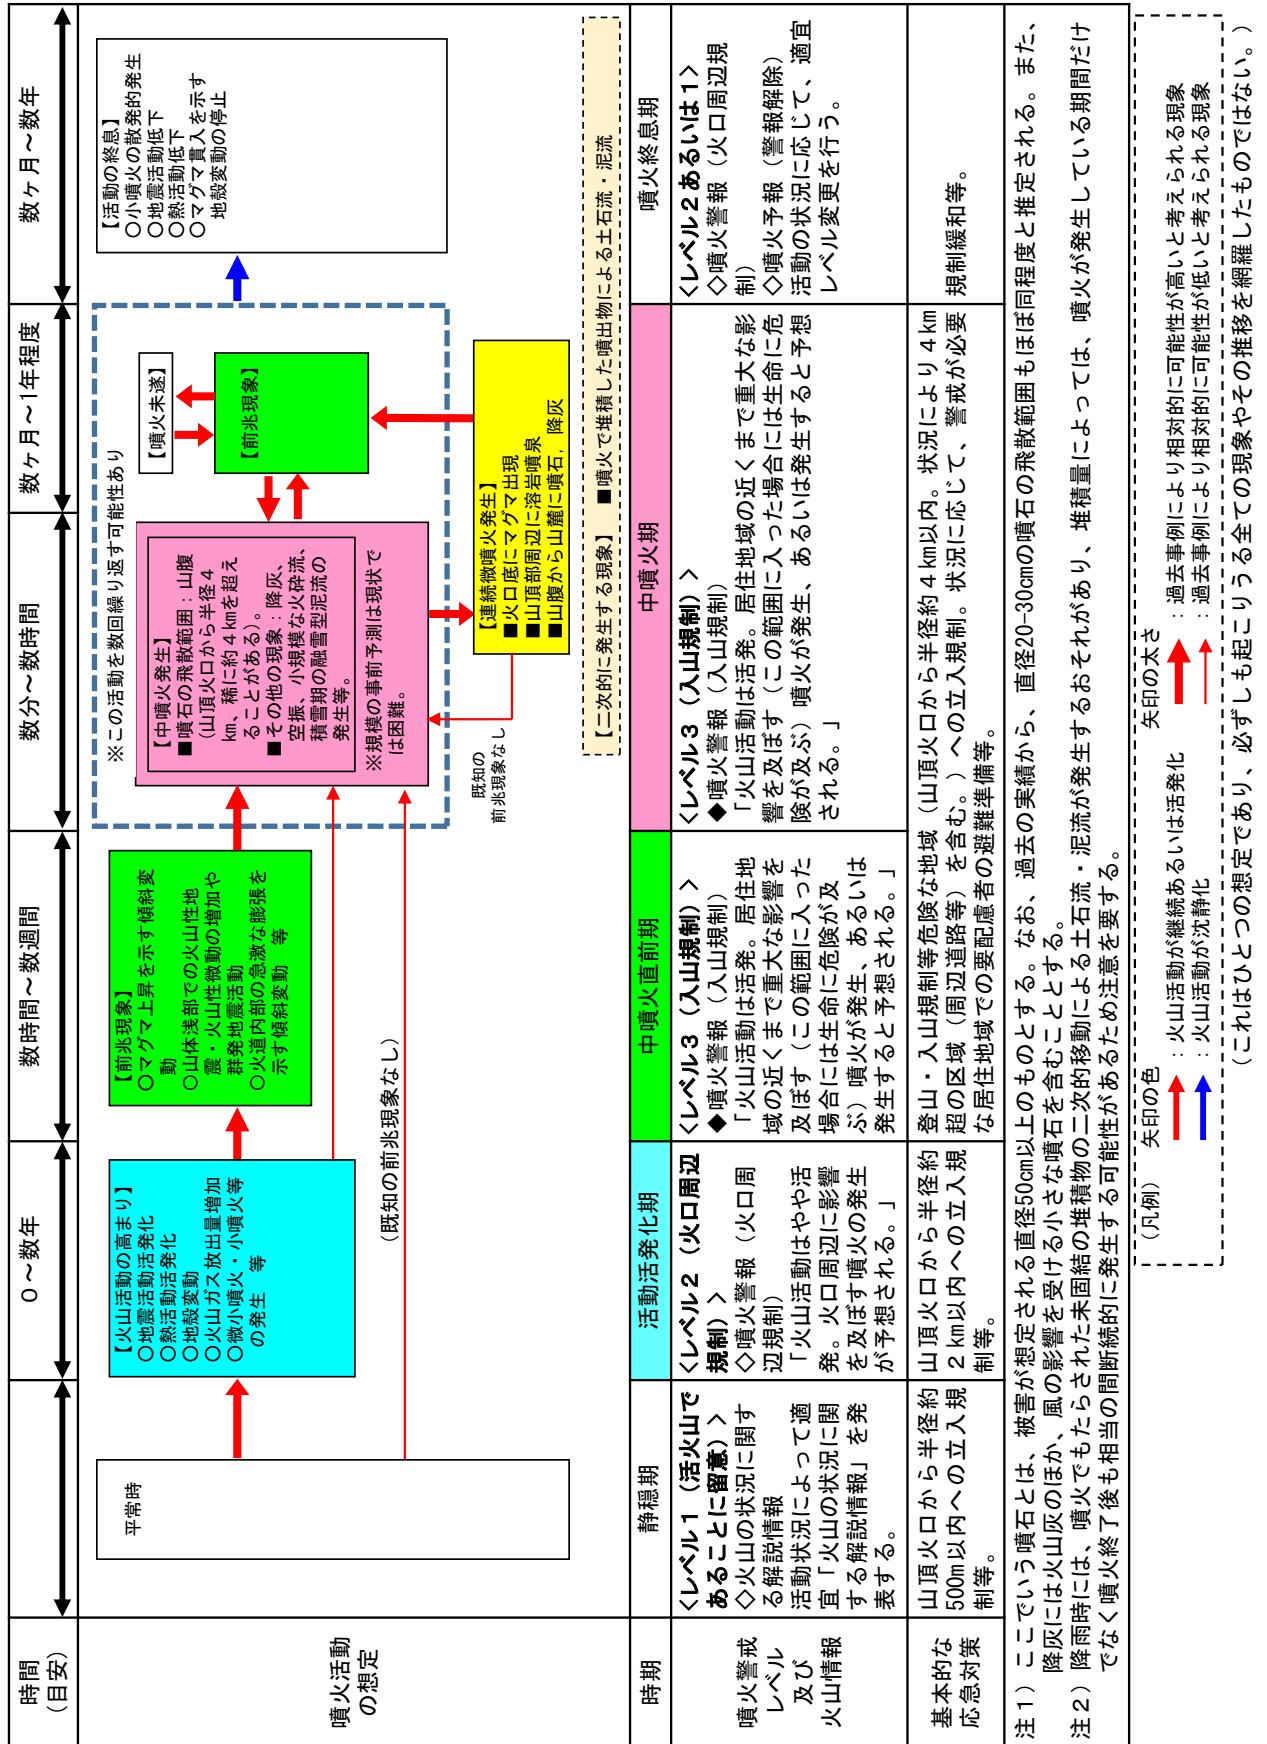 時間
（目安）
０～数年
数時間～数週間
数分～数時間
数ヶ月～1年程度
数ヶ月～数年
噴火活動
の想定
平常時
【火山活動の高まり】
○地震活動活発化
○熱活動活発化
○地殻変動
○火山ガス放出量増加
○微小噴火・小噴火等
の発生　等
【前兆現象】
○マグマ上昇を示す傾斜変
動
○山体浅部での火山性地
震・火山性微動の増加や
群発地震活動
○火道内部の急激な膨張を
示す傾斜変動　等
（既知の前兆現象なし）
※この活動を数回繰り返す可能性あり
【中噴火発生】
■噴石の飛散範囲：山腹
（山頂火口から半径４
km、稀に約４kmを超え
ることがある）。
■その他の現象：降灰、
空振、小規模な火砕流、
積雪期の融雪型泥流の
発生等。
※規模の事前予測は現状で
は困難。
【噴火未遂】
【前兆現象】
既知の
前兆現象なし
【連続微噴火発生】
■火口底にマグマ出現
■山頂部周辺に溶岩噴泉
■山腹から山麓に噴石，降灰
【活動の終息】
○小噴火の散発的発生
○地震活動低下
○熱活動低下
○マグマ貫入を示す
地殻変動の停止
【二次的に発生する現象】　■噴火で堆積した噴出物による土石流・泥流
時期
静穏期
活動活発化期
中噴火直前期
中噴火期
噴火終息期
噴火警戒
レベル
及び
火山情報
＜レベル１（活火山で
あることに留意）＞
◇火山の状況に関す
る解説情報
活動状況によって適
宜「火山の状況に関
する解説情報」を発
表する。
＜レベル２（火口周辺
規制）＞
◇噴火警報（火口周
辺規制）
「火山活動はやや活
発。火口周辺に影響
を及ぼす噴火の発生
が予想される。」
＜レベル３（入山規制）＞
◆噴火警報（入山規制）
「火山活動は活発。居住地
域の近くまで重大な影響を
及ぼす（この範囲に入った
場合には生命に危険が及
ぶ）噴火が発生、あるいは
発生すると予想される。」
＜レベル３（入山規制）＞
◆噴火警報（入山規制）
「火山活動は活発。居住地域の近くまで重大な影
響を及ぼす（この範囲に入った場合には生命に危
険が及ぶ）噴火が発生、あるいは発生すると予想
される。」
＜レベル２あるいは１＞
◇噴火警報（火口周辺規
制）
◇噴火予報（警報解除）
活動の状況に応じて、適宜
レベル変更を行う。
基本的な
応急対策
山頂火口から半径約
500m以内への立入規
制等。
山頂火口から半径約
２km以内への立入規
制等。
登山・入山規制等危険な地域（山頂火口から半径約４km以内。状況により４km
超の区域（周辺道路等）を含む。）への立入規制。状況に応じて、警戒が必要
な居住地域での要配慮者の避難準備等。
規制緩和等。
注１）ここでいう噴石とは、被害が想定される直径50cm以上のものとする。なお、過去の実績から、直径20-30cmの噴石の飛散範囲もほぼ同程度と推定される。また、
降灰には火山灰のほか、風の影響を受ける小さな噴石を含むこととする。
注２）降雨時には、噴火でもたらされた未固結の堆積物の二次的移動による土石流・泥流が発生するおそれがあり、堆積量によっては、噴火が発生している期間だけ
でなく噴火終了後も相当の間断続的に発生する可能性があるため注意を要する。
（凡例）　矢印の色
：火山活動が継続あるいは活発化
：火山活動が沈静化
矢印の太さ
：過去事例により相対的に可能性が高いと考えられる現象
：過去事例により相対的に可能性が低いと考えられる現象
（これはひとつの想定であり、必ずしも起こりうる全ての現象やその推移を網羅したものではない。）